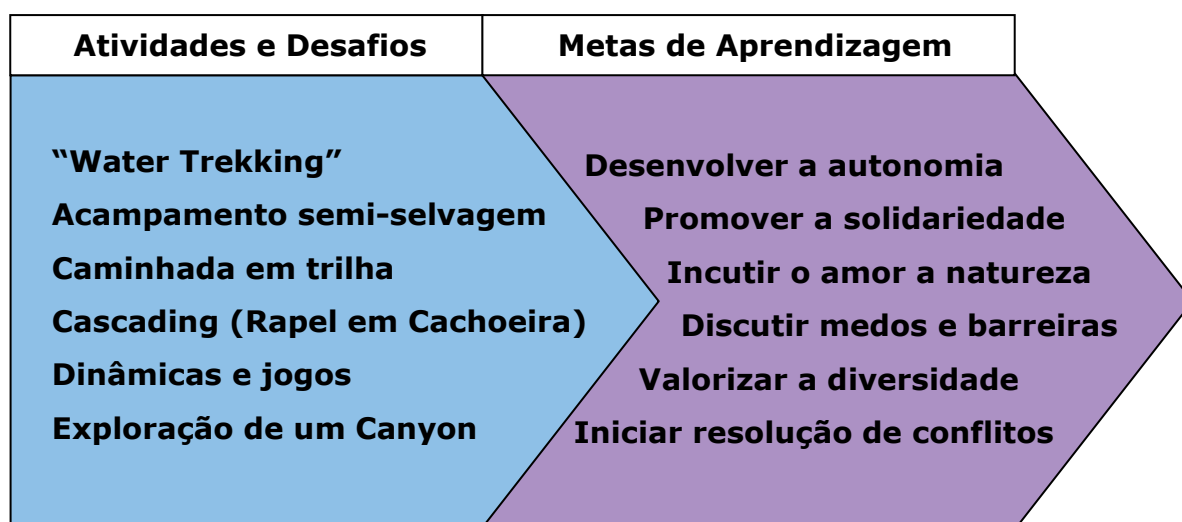 Atividades e Desafios
Metas de Aprendizagem
“Water Trekking”
Acampamento semi-selvagem
Caminhada em trilha
Cascading (Rapel em Cachoeira)
Dinâmicas e jogos
Exploração de um Canyon
Desenvolver a autonomia
Promover a solidariedade
Incutir o amor a natureza
Discutir medos e barreiras
Valorizar a diversidade
Iniciar resolução de conflitos